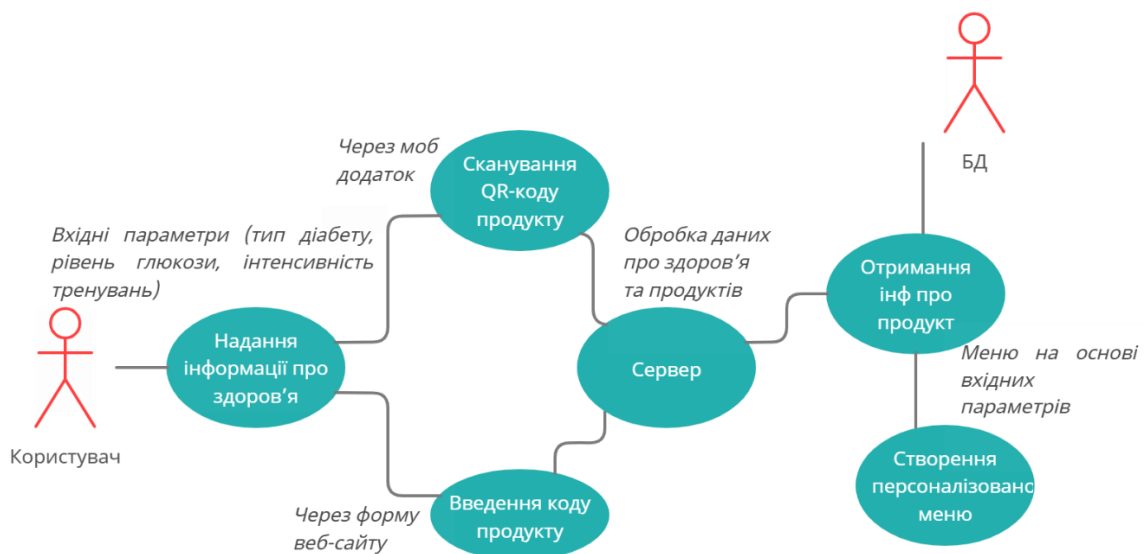 Через моб
додаток
Сканування
QR-коду
продукту
БД
Вхідні параметри (тип діабету,
рівень глюкози, інтенсивність
тренувань)
Обробка даних
про здоров’я
та продуктів
Отримання
інф про
продукт
Надання
інформації про
здоров’я
Сервер
Меню на основі
вхідних
параметрів
Користувач
Створення
персоналізовано
меню
Через форму
веб-сайту
Введення коду
продукту